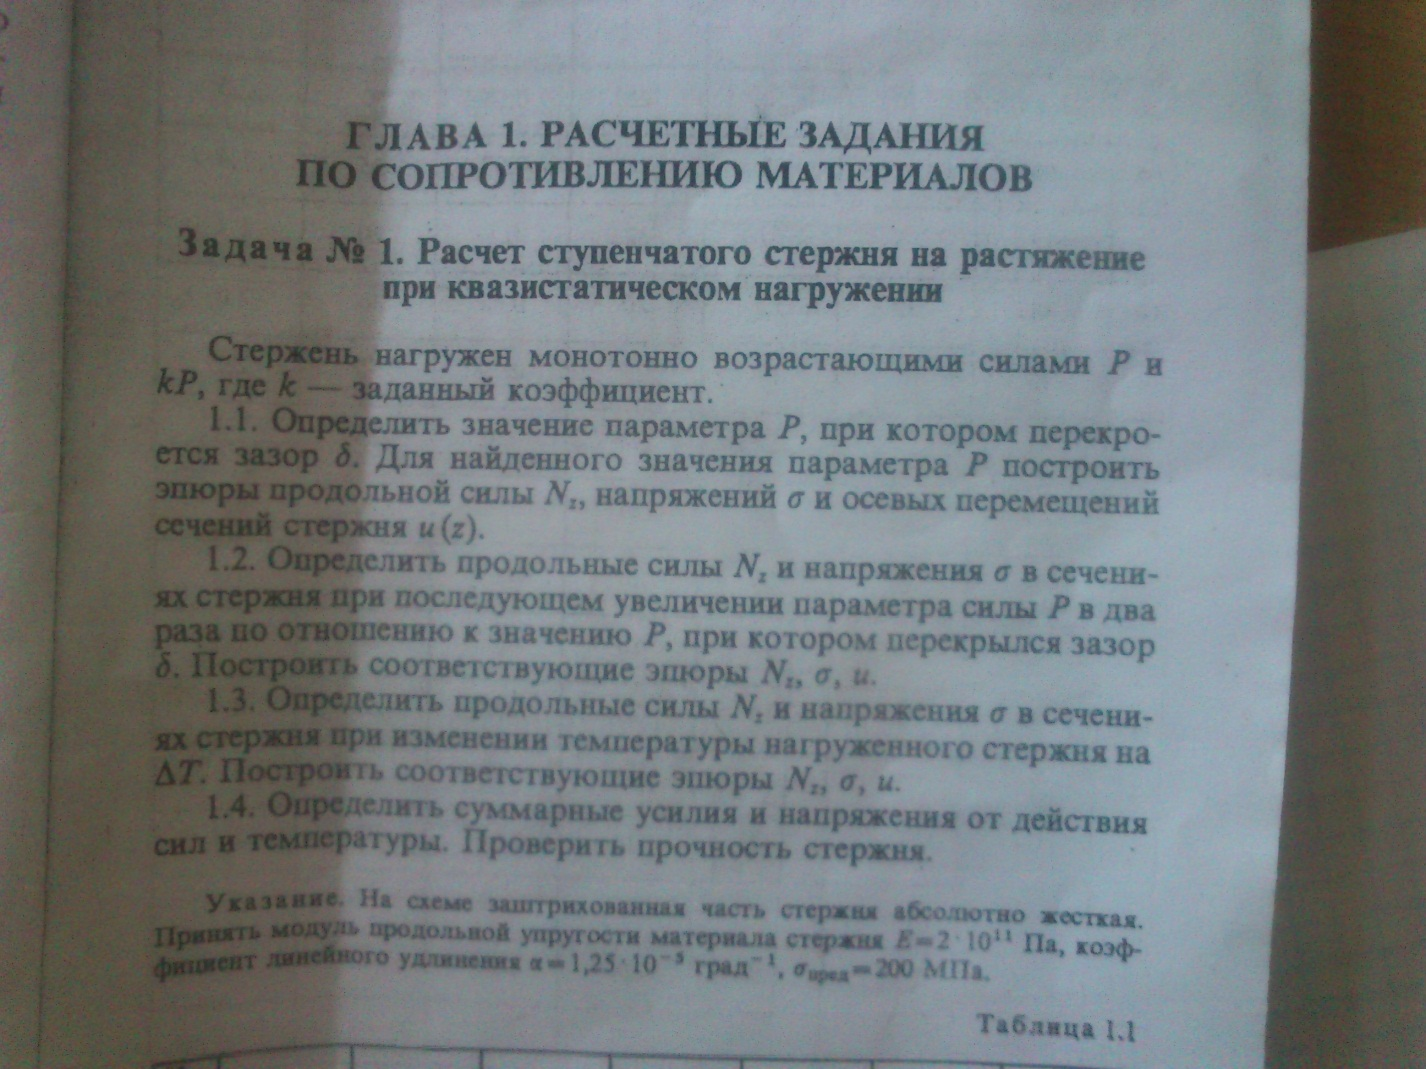 ГЛАВА 1. РАСЧЕТНЫЕ ЗАДАНИЯ
ПО СОПРОТИВЛЕНИЮ МАТЕРИАЛОВ
Задача № 1. Расчет ступенчатого стержня на растяжение
при квазистатическом нагружении
Стержень нагружен монотонно возрастающими силами P и
kP, где k — заданный коэффициент.
1.1. Определить значение параметра P, при котором перекро-
ется зазор δ. Для найденного значения параметра P построить
эпюры продольной силы N_z, напряжений σ и осевых перемещений
сечений стержня u (z).
1.2. Определить продольные силы N_z и напряжения σ в сечени-
ях стержня при последующем увеличении параметра силы P в два
раза по отношению к значению P, при котором перекрылся зазор
δ. Построить соответствующие эпюры N_z, σ, u.
1.3. Определить продольные силы N_z и напряжения σ в сечени-
ях стержня при изменении температуры нагруженного стержня на
ΔT. Построить соответствующие эпюры N_z, σ, u.
1.4. Определить суммарные усилия и напряжения от действия
сил и температуры. Проверить прочность стержня.
Указание. На схеме заштрихованная часть стержня абсолютно жесткая.
Принять модуль продольной упругости материала стержня E=2·10¹¹ Па, коэф-
фициент линейного удлинения α=1,25·10⁻⁵ град⁻¹, σпред=200 МПа.
Таблица 1.1